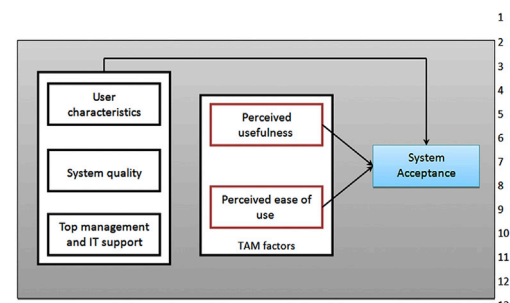 User
characteristics
System quality
Top management
and IT support
Perceived
usefulness
Perceived ease of
use
TAM factors
System
Acceptance
1
2
3
4
5
6
7
8
9
10
11
12